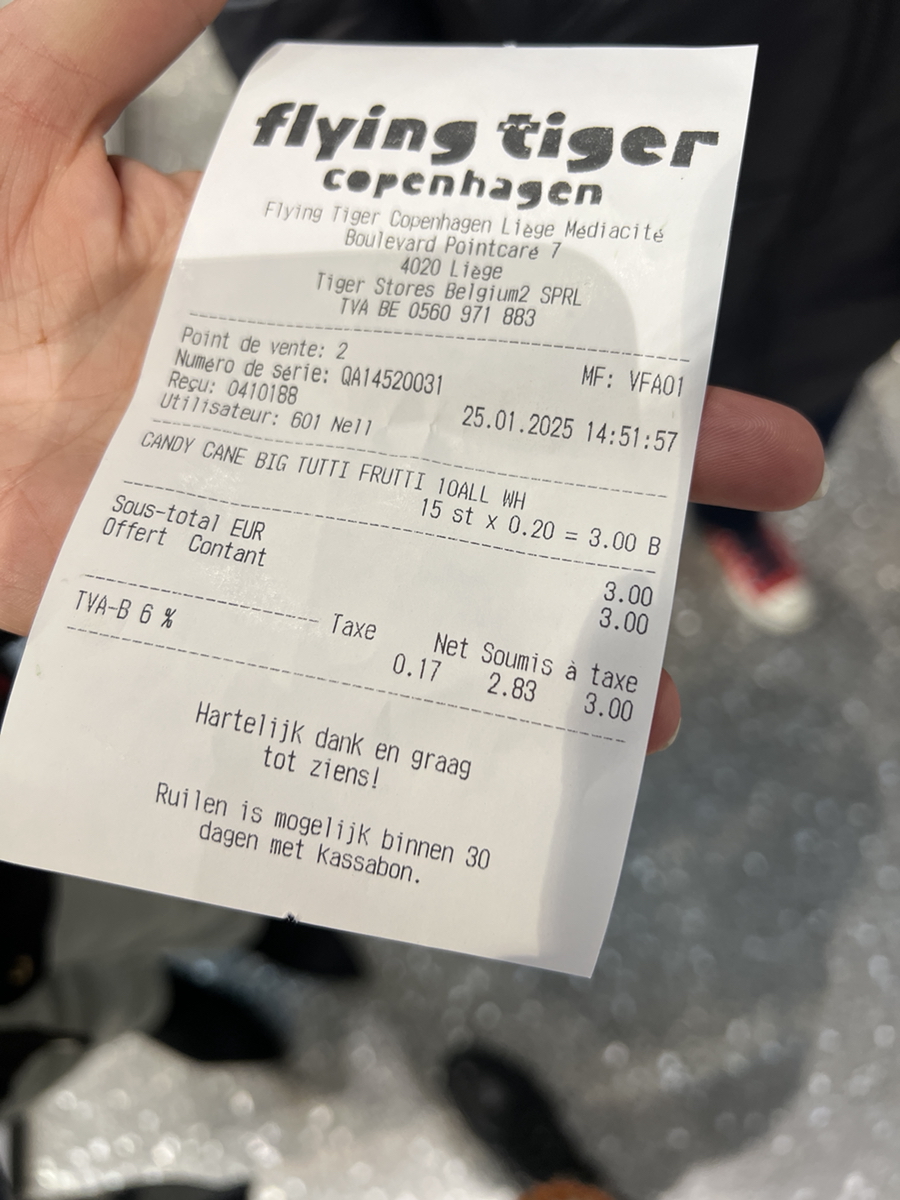 flying tiger
copenhagen
Flying Tiger Copenhagen Liège Médiacité
Boulevard Pointcaré 7
4020 Liège
Tiger Stores Belgium2 SPRL
TVA BE 0560 971 883
Point de vente: 2 MF: VFA01
Numéro de série: QA14520031
Reçu: 0410188 25.01.2025 14:51:57
Utilisateur: 601 Nell
CANDY CANE BIG TUTTI FRUTTI 10ALL WH
15 st x 0.20 = 3.00 B
Sous-total EUR 3.00
Offert Contant 3.00
Taxe Net Soumis à taxe
TVA-B 6 % 0.17 2.83 3.00
Hartelijk dank en graag
tot ziens!
Ruilen is mogelijk binnen 30
dagen met kassabon.